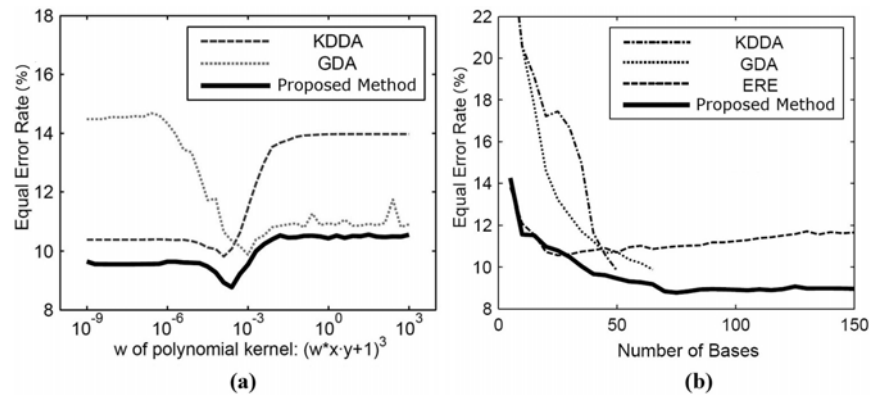 18
16
14
12
10
8
Equal Error Rate (%)
KDDA
GDA
Proposed Method
10^-9 10^-6 10^-3 10^0 10^3
w of polynomial kernel: (w*x·y+1)^3
(a)
22
20
18
16
14
12
10
8
Equal Error Rate (%)
KDDA
GDA
ERE
Proposed Method
0 50 100 150
Number of Bases
(b)